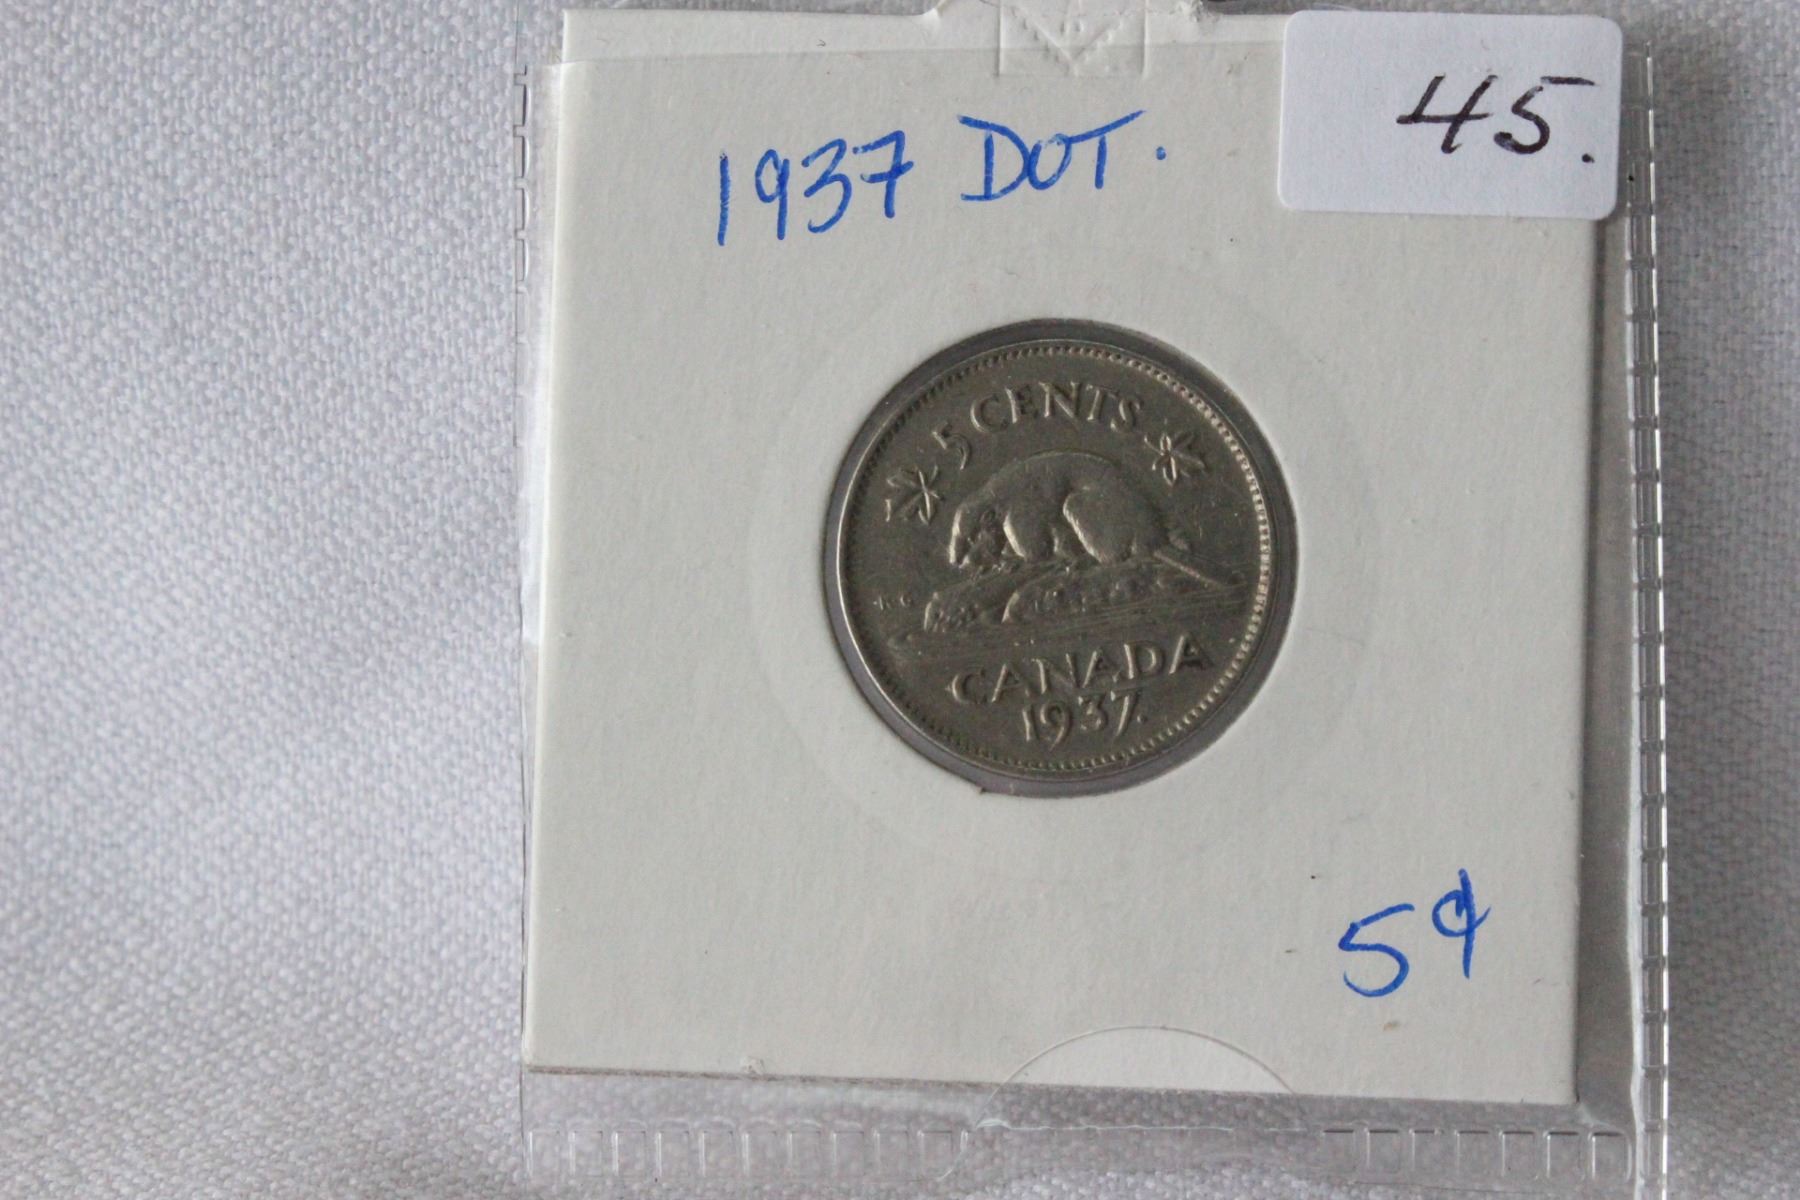 45.
1937 DOT.
5 CENTS
K·G
CANADA
1937.
5¢